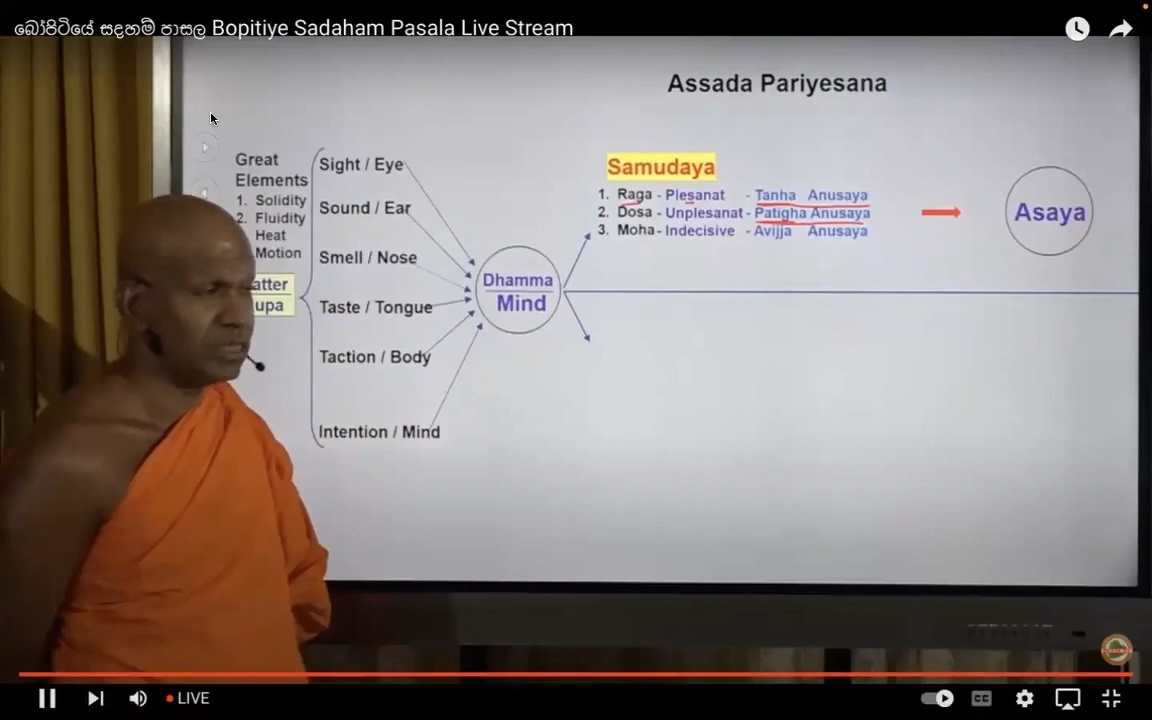 බෝපිටියේ සදහම් පාසල Bopitiye Sadaham Pasala Live Stream
Assada Pariyesana
Great
Elements
1. Solidity
2. Fluidity
Heat
Motion
atter
upa
Sight / Eye
Sound / Ear
Smell / Nose
Taste / Tongue
Taction / Body
Intention / Mind
Dhamma
Mind
Samudaya
1. Raga - Plesanat - Tanha Anusaya
2. Dosa - Unplesanat - Patigha Anusaya
3. Moha - Indecisive - Avijja Anusaya
Asaya
LIVE
CC